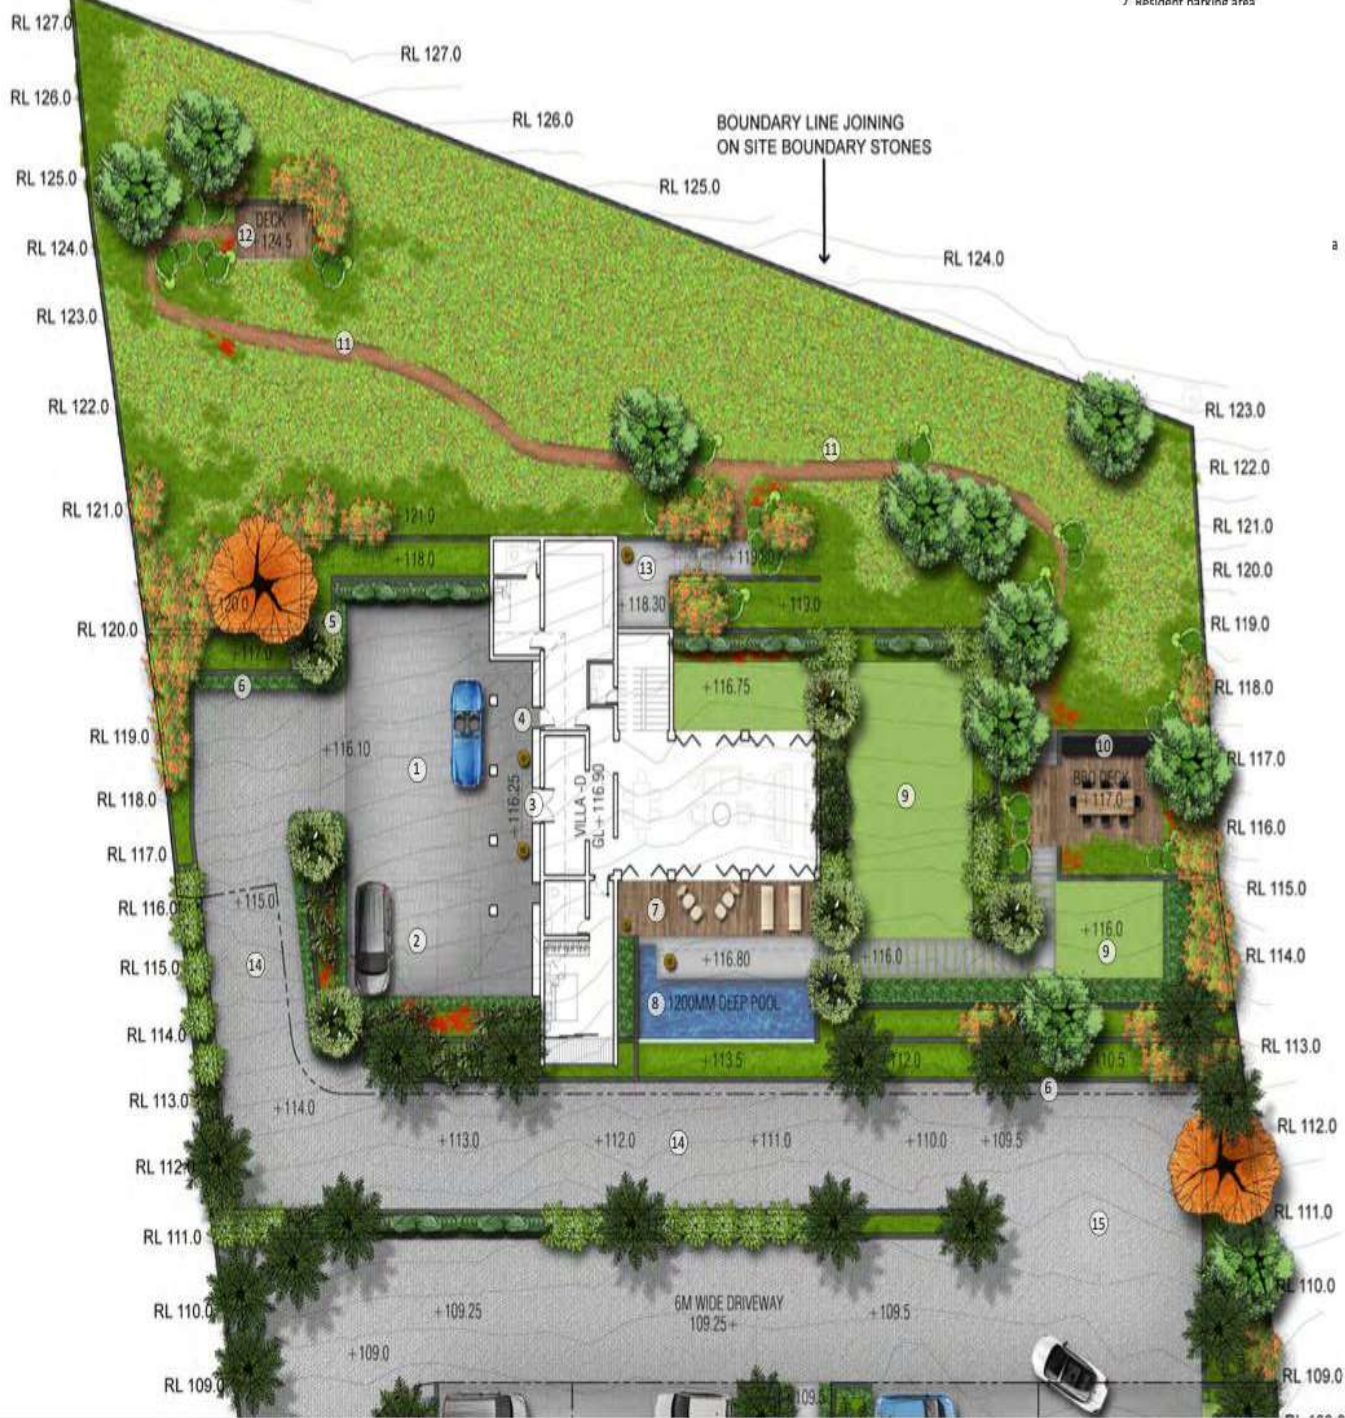 2. Resident parking area
RL 127.0
RL 127.0
RL 126.0
RL 126.0
BOUNDARY LINE JOINING
ON SITE BOUNDARY STONES
RL 125.0
RL 125.0
DECK
12
+124.5
RL 124.0
RL 124.0
a
RL 123.0
11
RL 122.0
RL 123.0
11
RL 122.0
RL 121.0
+121.0
RL 121.0
+118.0
13
RL 120.0
120.0
+118.30
+119.0
RL 120.0
5
RL 119.0
6
+116.75
RL 118.0
4
RL 119.0
+116.10
10
RL 117.0
1
BBQ DECK
+117.0
RL 118.0
3
+116.25
VILLA -D
GL +116.90
9
RL 116.0
RL 117.0
+115.0
RL 115.0
RL 116.0
7
+116.0
2
9
RL 115.0
14
+116.80
+116.0
RL 114.0
8
1200MM DEEP POOL
RL 114.0
RL 113.0
+113.5
6
RL 113.0
+114.0
RL 112.0
+113.0
+112.0
14
+111.0
+110.0
+109.5
RL 112.0
RL 111.0
15
RL 111.0
RL 110.0
RL 110.0
+109.25
6M WIDE DRIVEWAY
109.25+
+109.5
+109.0
RL 109.0
RL 109.0